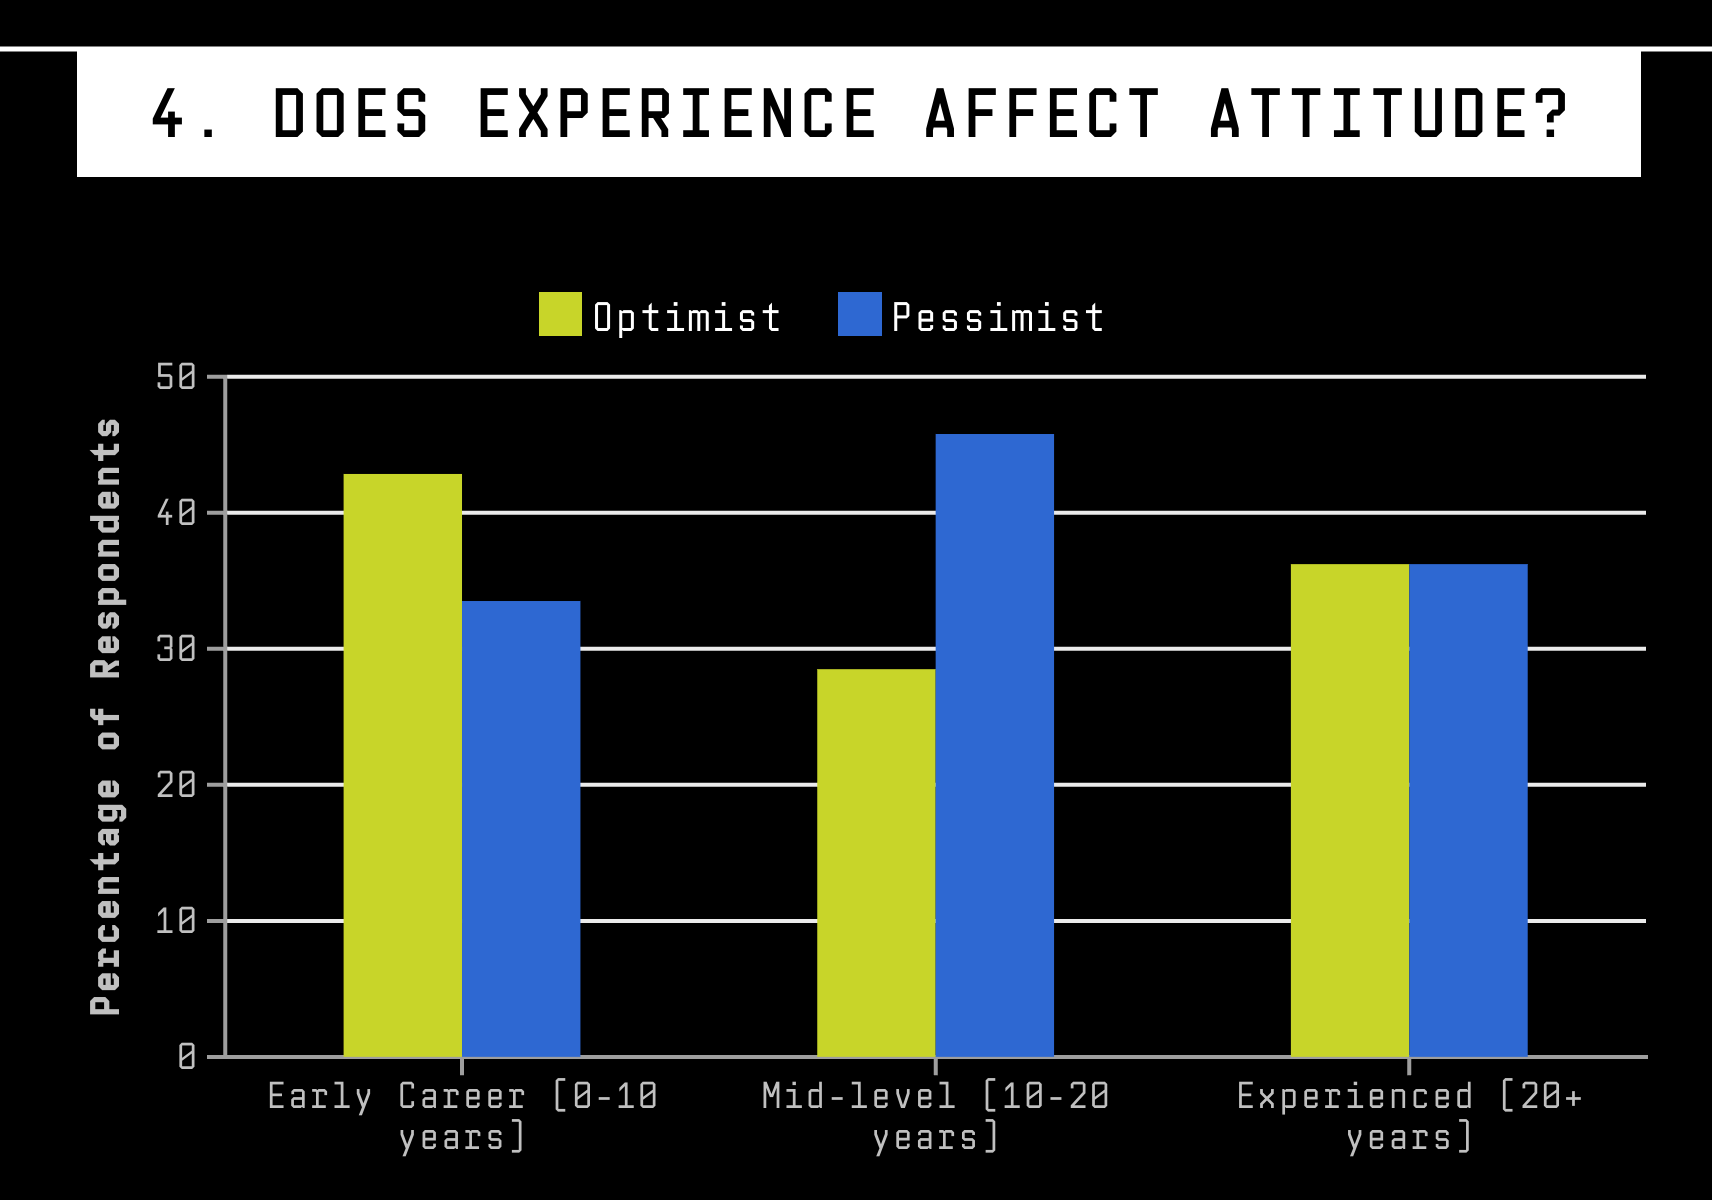 4. DOES EXPERIENCE AFFECT ATTITUDE?
Optimist Pessimist
Percentage of Respondents
50
40
30
20
10
0
Early Career [0-10
years]
Mid-level [10-20
years]
Experienced [20+
years]